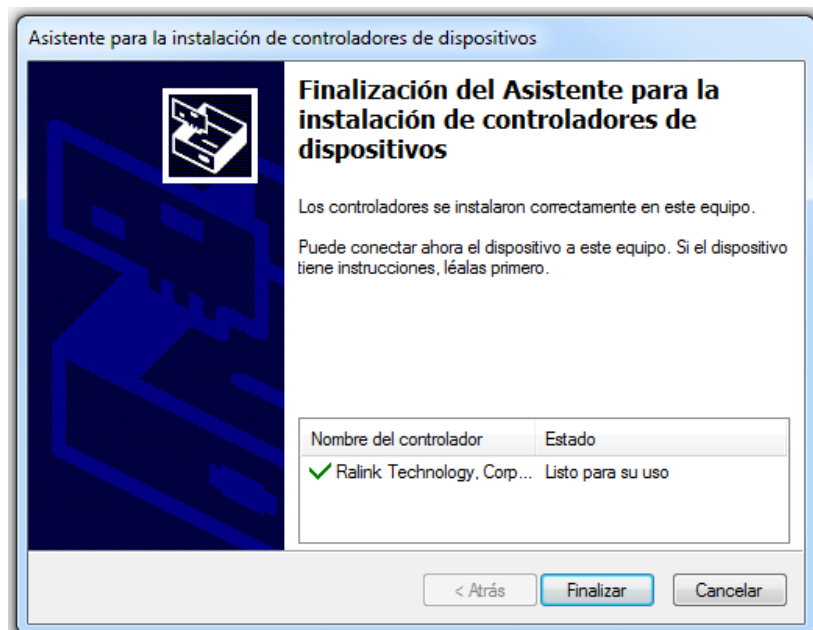 Asistente para la instalación de controladores de dispositivos
Finalización del Asistente para la
instalación de controladores de
dispositivos
Los controladores se instalaron correctamente en este equipo.
Puede conectar ahora el dispositivo a este equipo. Si el dispositivo
tiene instrucciones, léalas primero.
Nombre del controlador Estado
Ralink Technology, Corp... Listo para su uso
< Atrás Finalizar Cancelar